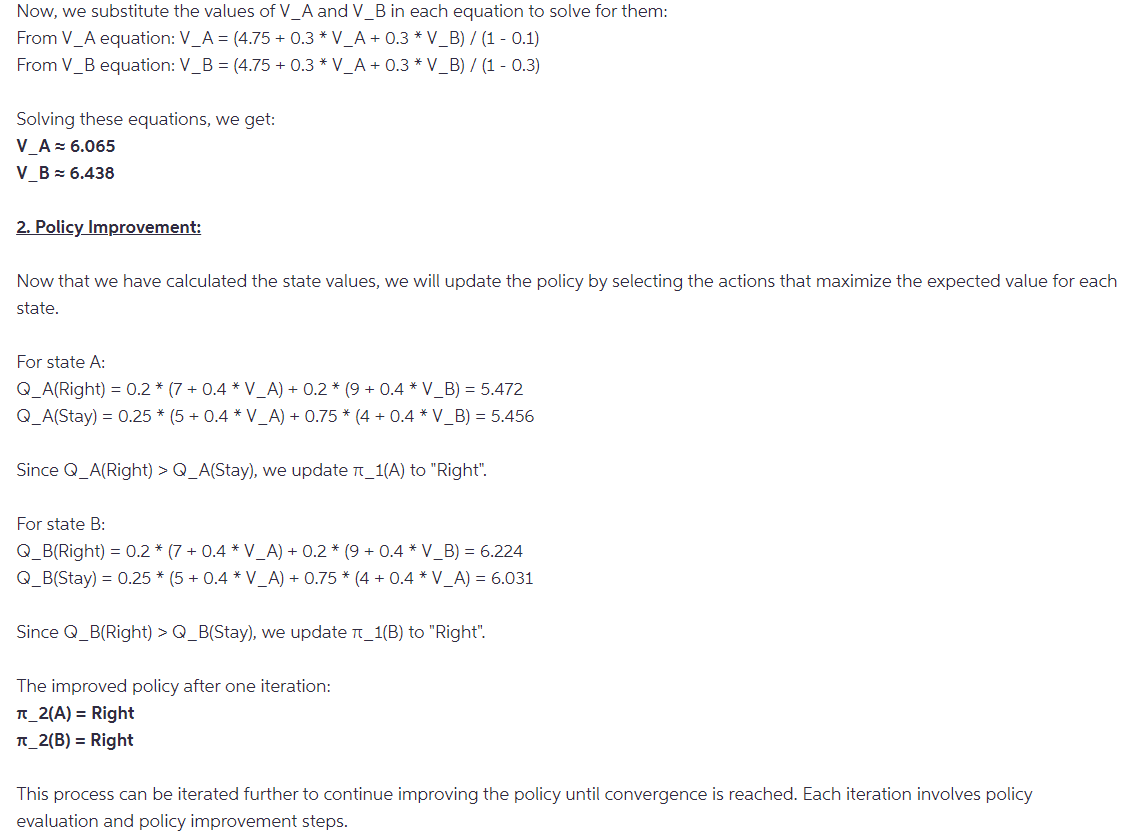 Now, we substitute the values of V_A and V_B in each equation to solve for them:
From V_A equation: V_A = (4.75 + 0.3 * V_A + 0.3 * V_B) / (1 - 0.1)
From V_B equation: V_B = (4.75 + 0.3 * V_A + 0.3 * V_B) / (1 - 0.3)
Solving these equations, we get:
V_A ≈ 6.065
V_B ≈ 6.438
2. Policy Improvement:
Now that we have calculated the state values, we will update the policy by selecting the actions that maximize the expected value for each
state.
For state A:
Q_A(Right) = 0.2 * (7 + 0.4 * V_A) + 0.2 * (9 + 0.4 * V_B) = 5.472
Q_A(Stay) = 0.25 * (5 + 0.4 * V_A) + 0.75 * (4 + 0.4 * V_B) = 5.456
Since Q_A(Right) > Q_A(Stay), we update π_1(A) to "Right".
For state B:
Q_B(Right) = 0.2 * (7 + 0.4 * V_A) + 0.2 * (9 + 0.4 * V_B) = 6.224
Q_B(Stay) = 0.25 * (5 + 0.4 * V_A) + 0.75 * (4 + 0.4 * V_A) = 6.031
Since Q_B(Right) > Q_B(Stay), we update π_1(B) to "Right".
The improved policy after one iteration:
π_2(A) = Right
π_2(B) = Right
This process can be iterated further to continue improving the policy until convergence is reached. Each iteration involves policy
evaluation and policy improvement steps.